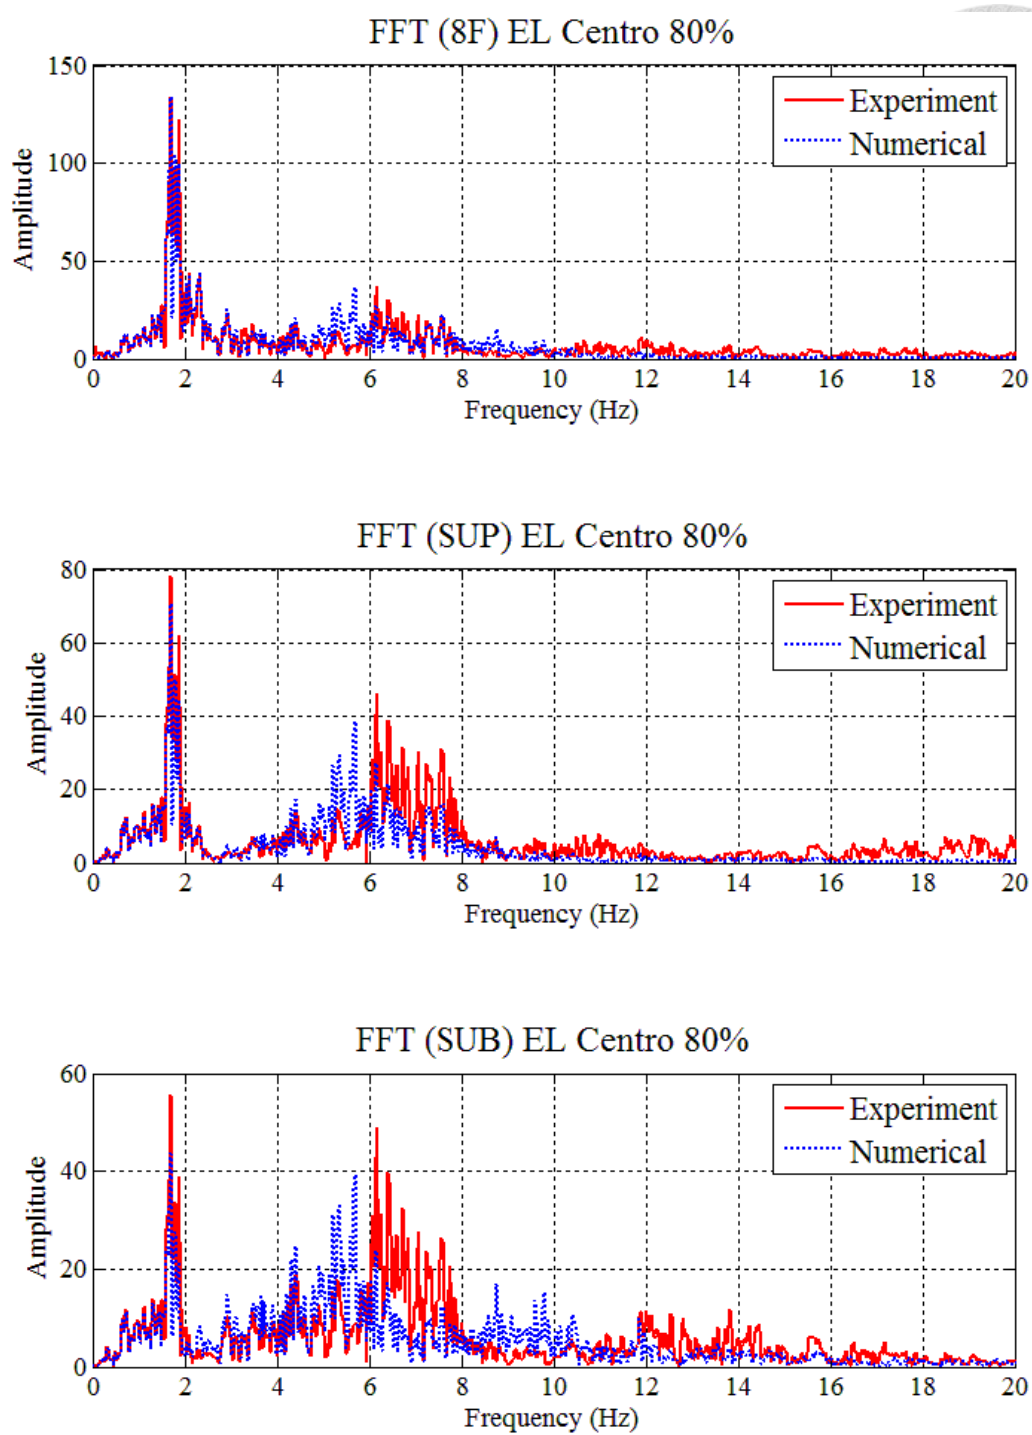 FFT (8F) EL Centro 80%
150
100
50
0
Amplitude
Experiment
Numerical
0 2 4 6 8 10 12 14 16 18 20
Frequency (Hz)
FFT (SUP) EL Centro 80%
80
60
40
20
0
Amplitude
Experiment
Numerical
0 2 4 6 8 10 12 14 16 18 20
Frequency (Hz)
FFT (SUB) EL Centro 80%
60
40
20
0
Amplitude
Experiment
Numerical
0 2 4 6 8 10 12 14 16 18 20
Frequency (Hz)